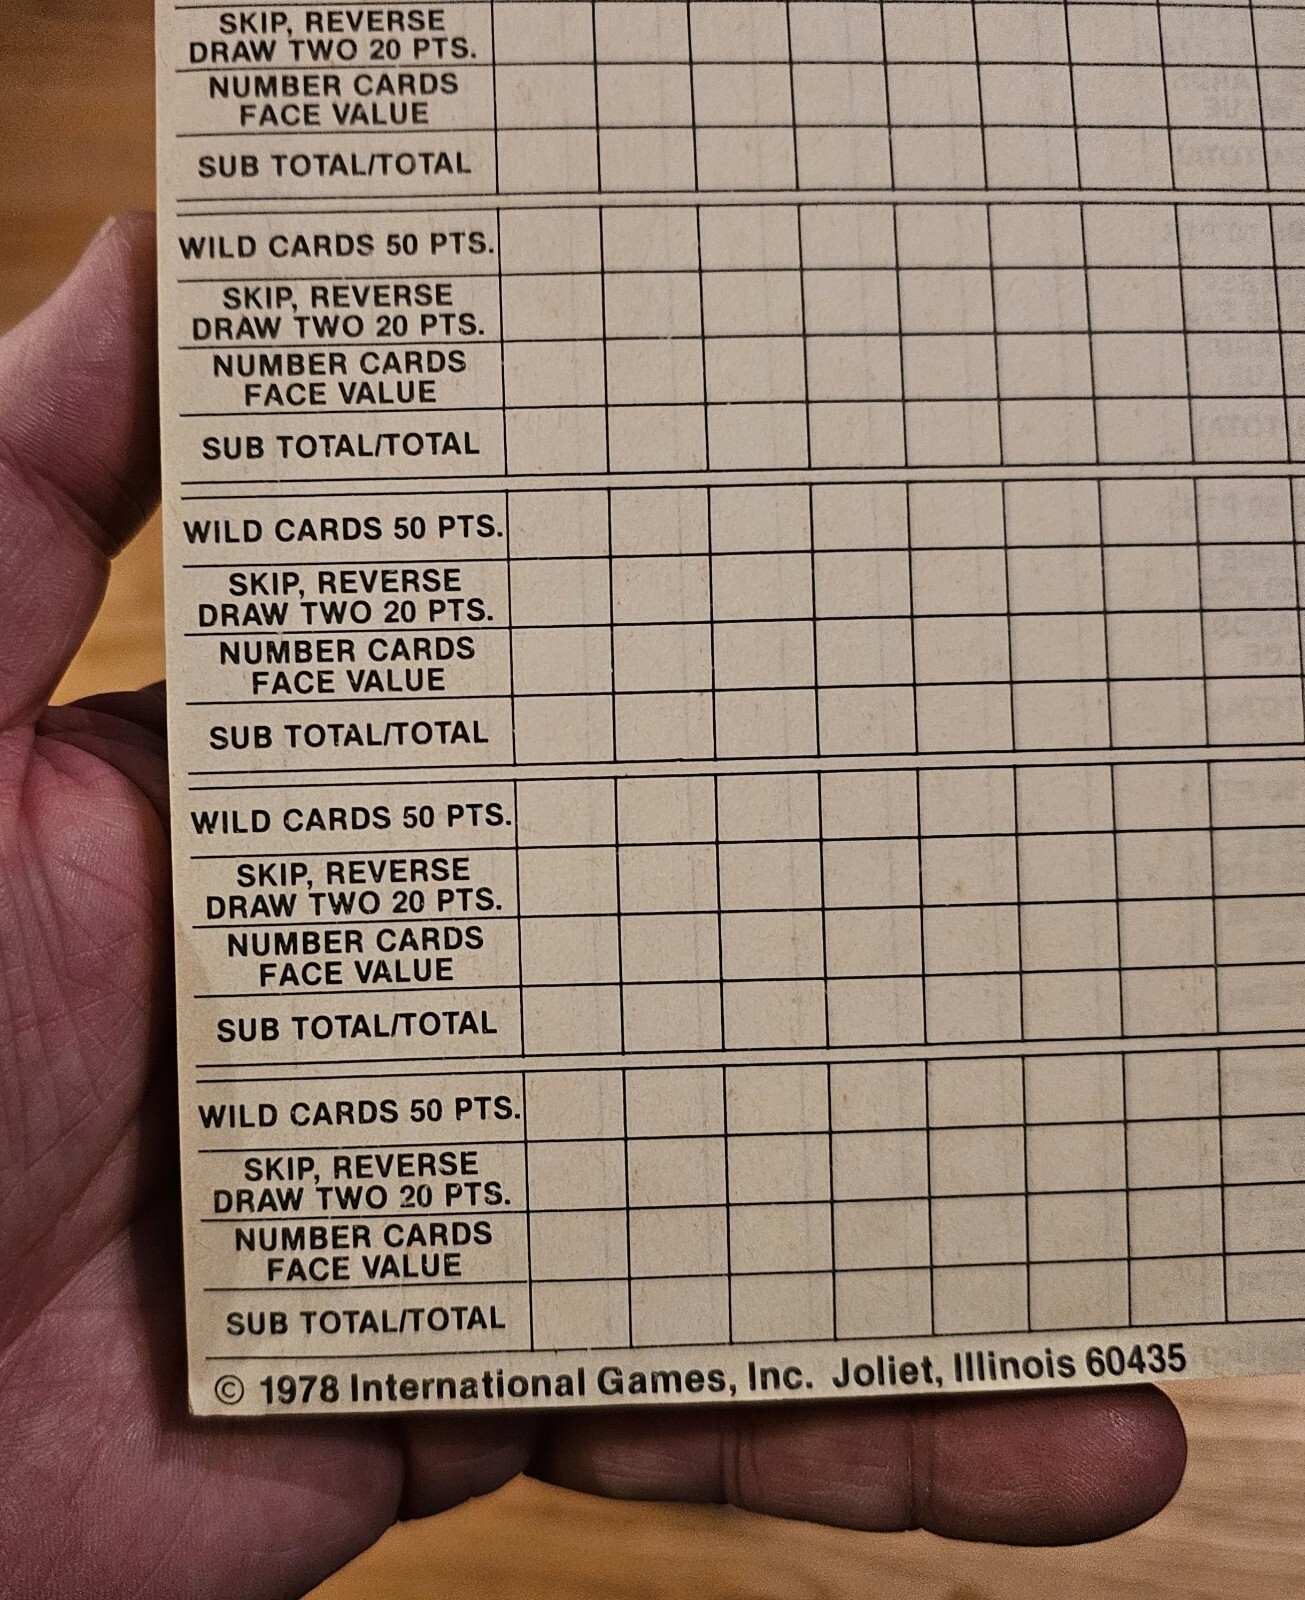 SKIP, REVERSE
DRAW TWO 20 PTS.
NUMBER CARDS
FACE VALUE
SUB TOTAL/TOTAL
WILD CARDS 50 PTS.
SKIP, REVERSE
DRAW TWO 20 PTS.
NUMBER CARDS
FACE VALUE
SUB TOTAL/TOTAL
WILD CARDS 50 PTS.
SKIP, REVERSE
DRAW TWO 20 PTS.
NUMBER CARDS
FACE VALUE
SUB TOTAL/TOTAL
WILD CARDS 50 PTS.
SKIP, REVERSE
DRAW TWO 20 PTS.
NUMBER CARDS
FACE VALUE
SUB TOTAL/TOTAL
WILD CARDS 50 PTS.
SKIP, REVERSE
DRAW TWO 20 PTS.
NUMBER CARDS
FACE VALUE
SUB TOTAL/TOTAL
© 1978 International Games, Inc. Joliet, Illinois 60435